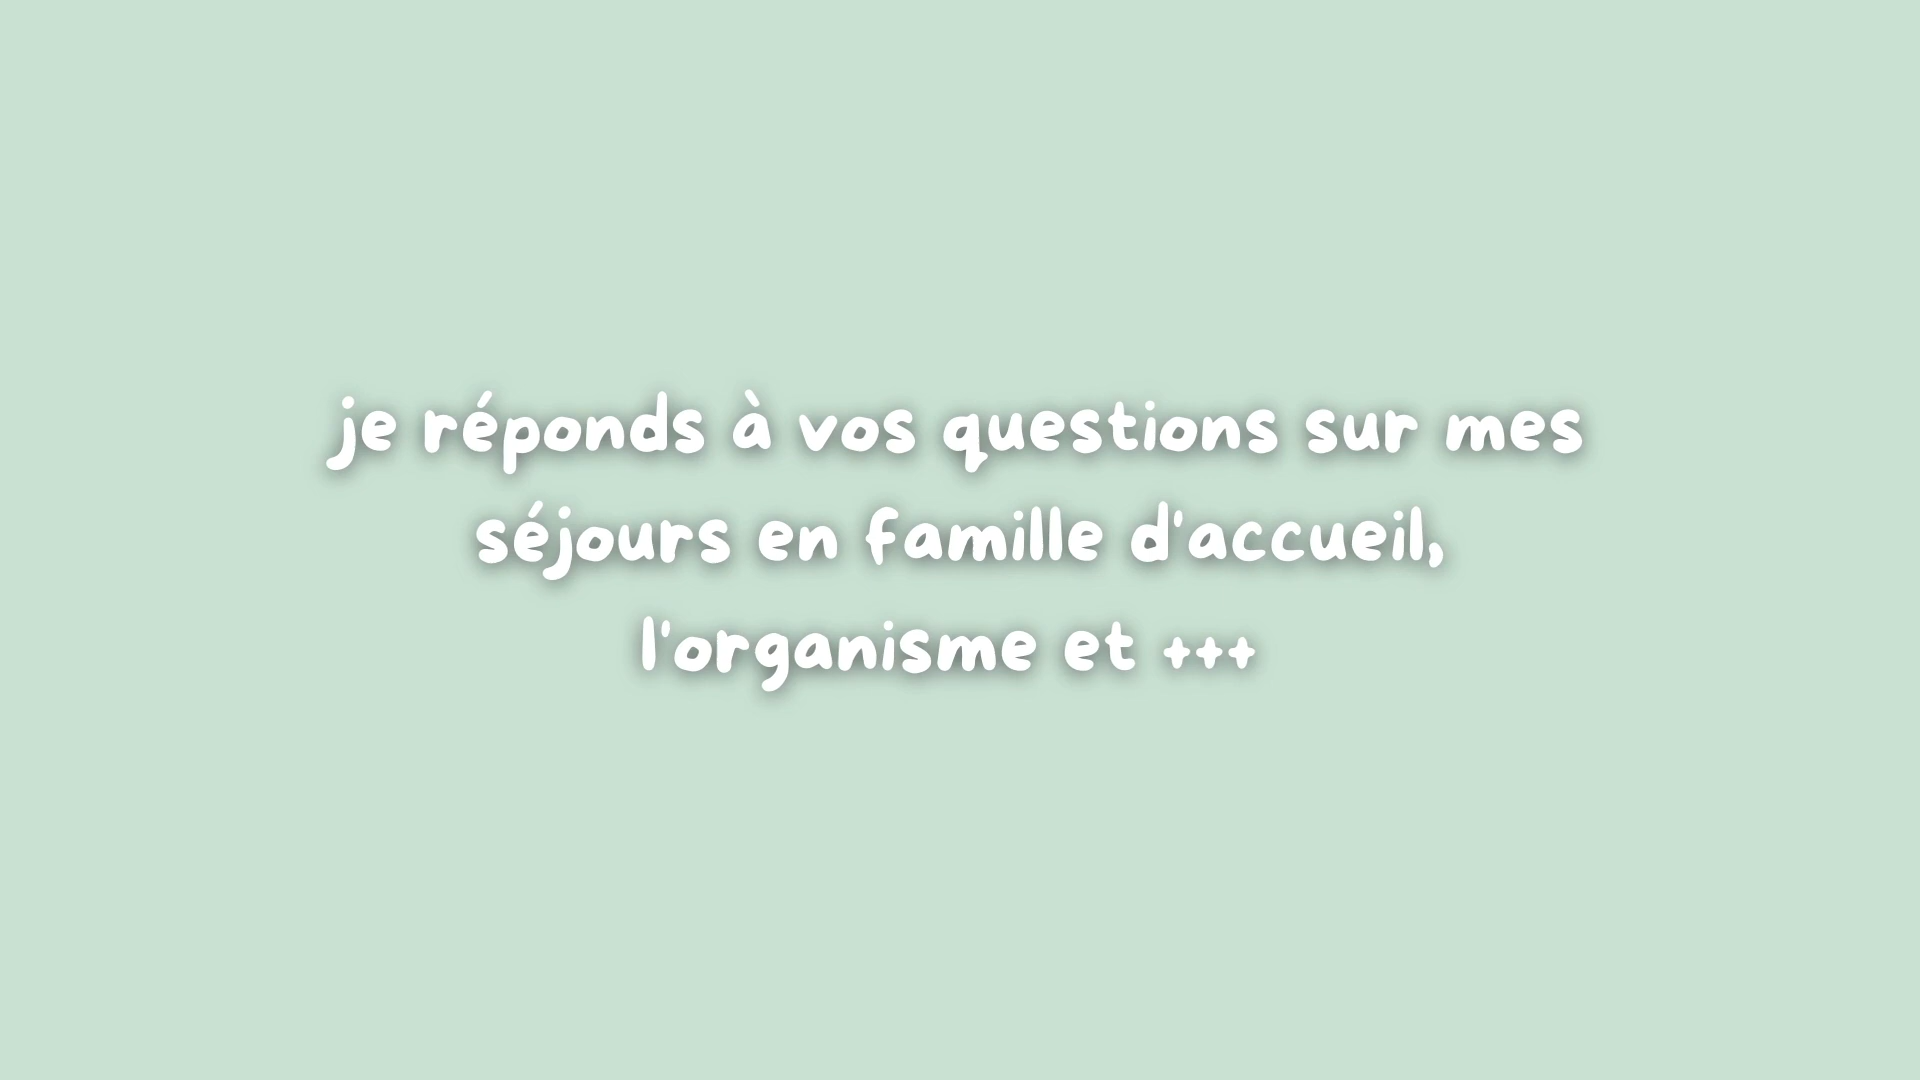 je réponds à vos questions sur mes
séjours en famille d'accueil,
l'organisme et +++